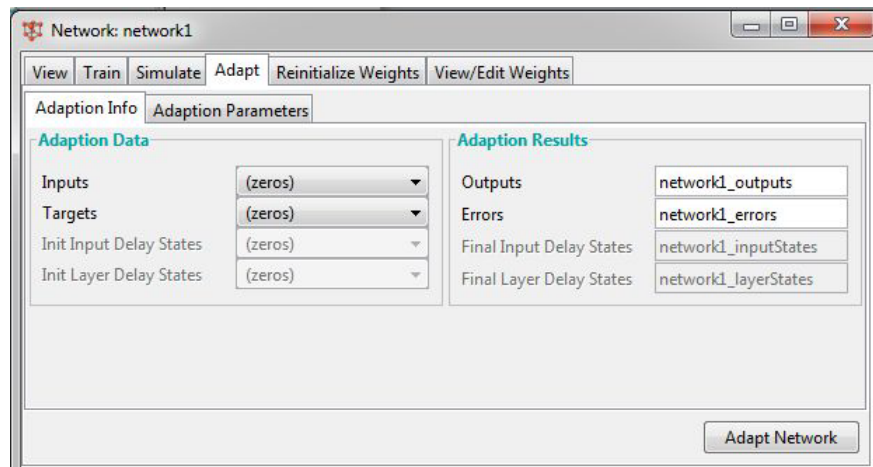 Network: network1
View Train Simulate Adapt Reinitialize Weights View/Edit Weights
Adaption Info Adaption Parameters
Adaption Data
Inputs (zeros)
Targets (zeros)
Init Input Delay States (zeros)
Init Layer Delay States (zeros)
Adaption Results
Outputs network1_outputs
Errors network1_errors
Final Input Delay States network1_inputStates
Final Layer Delay States network1_layerStates
Adapt Network